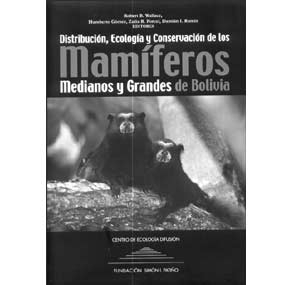 Robert B. Wallace,
Humberto Gómez, Zulia R. Porcel, Damián I. Rumiz
EDITORES
Distribución, Ecología y Conservación de los
Mamíferos
Medianos y Grandes de Bolivia
CENTRO DE ECOLOGÍA DIFUSIÓN
FUNDACIÓN SIMÓN I. PATIÑO